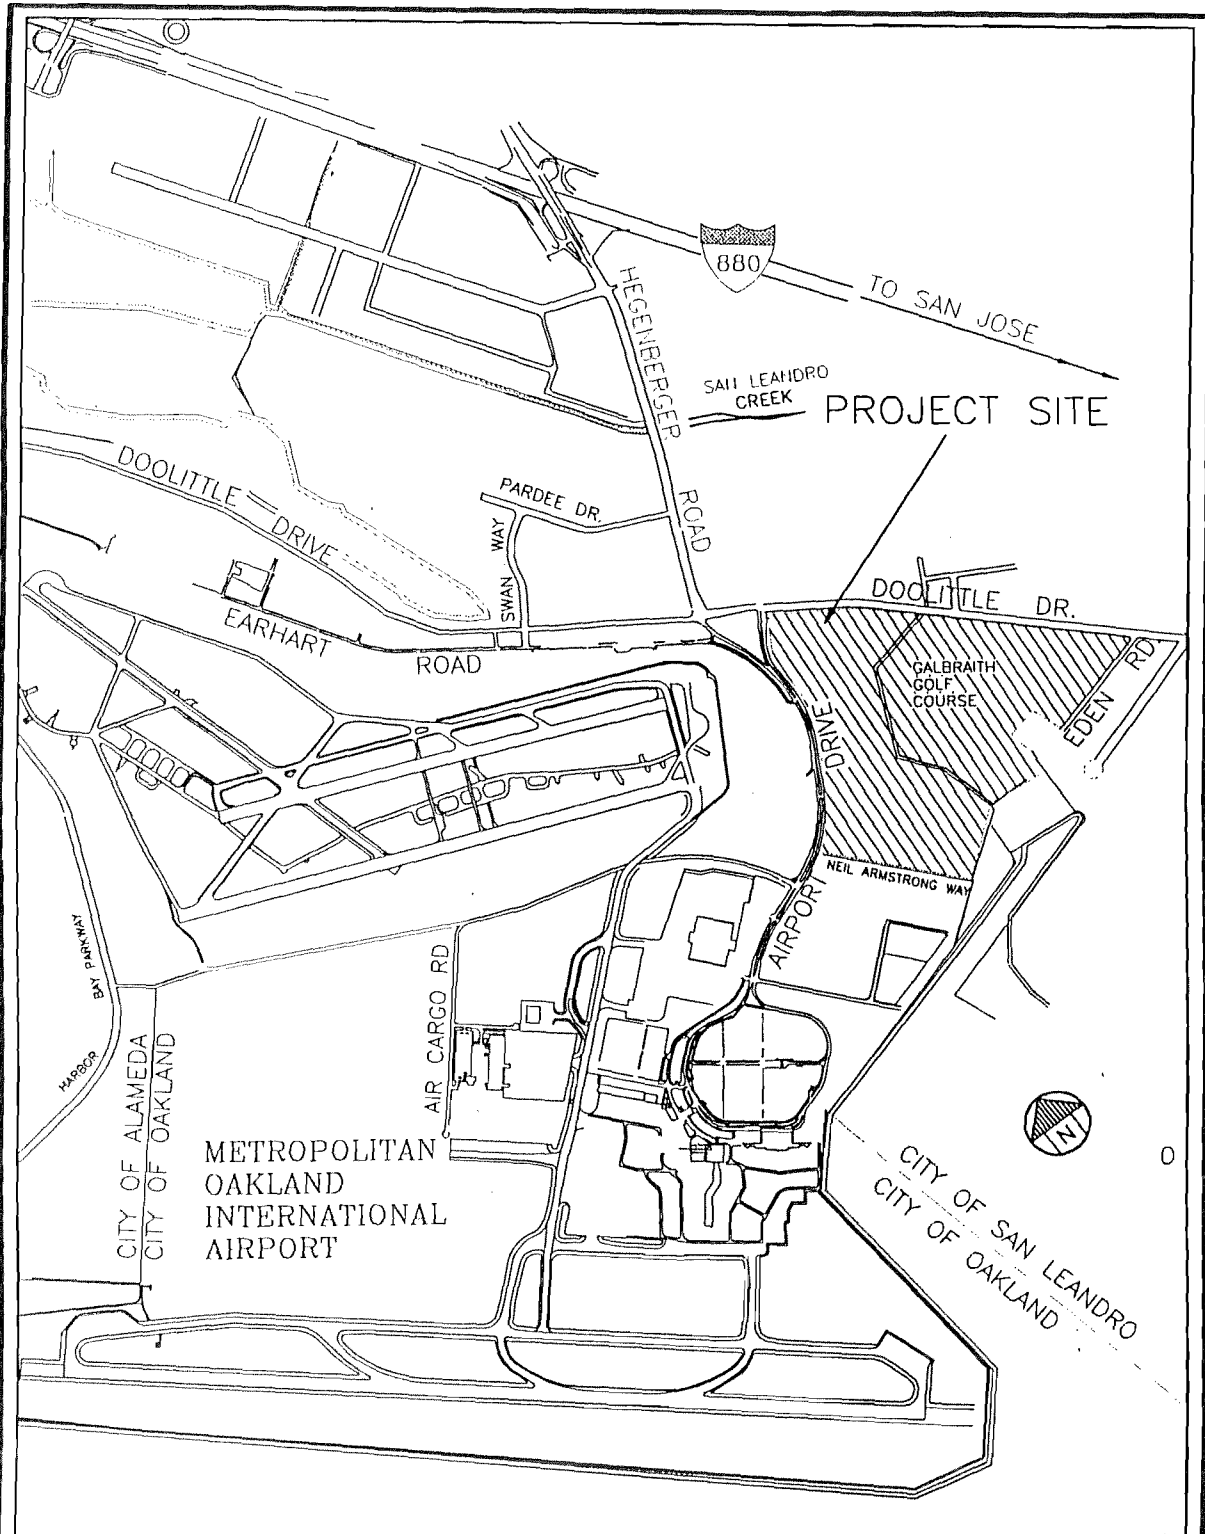 880
TO SAN JOSE
HEGENBERGER
ROAD
SAN LEANDRO
CREEK
PROJECT SITE
DOOLITTLE
DRIVE
PARDEE DR.
SWAN WAY
EARHART
ROAD
DOOLITTLE DR.
GALBRAITH
GOLF
COURSE
EDEN RD
DRIVE
AIRPORT
NEIL ARMSTRONG WAY
BAY PARKWAY
HARBOR
AIR CARGO RD
CITY OF ALAMEDA
CITY OF OAKLAND
METROPOLITAN
OAKLAND
INTERNATIONAL
AIRPORT
N
0
CITY OF SAN LEANDRO
CITY OF OAKLAND